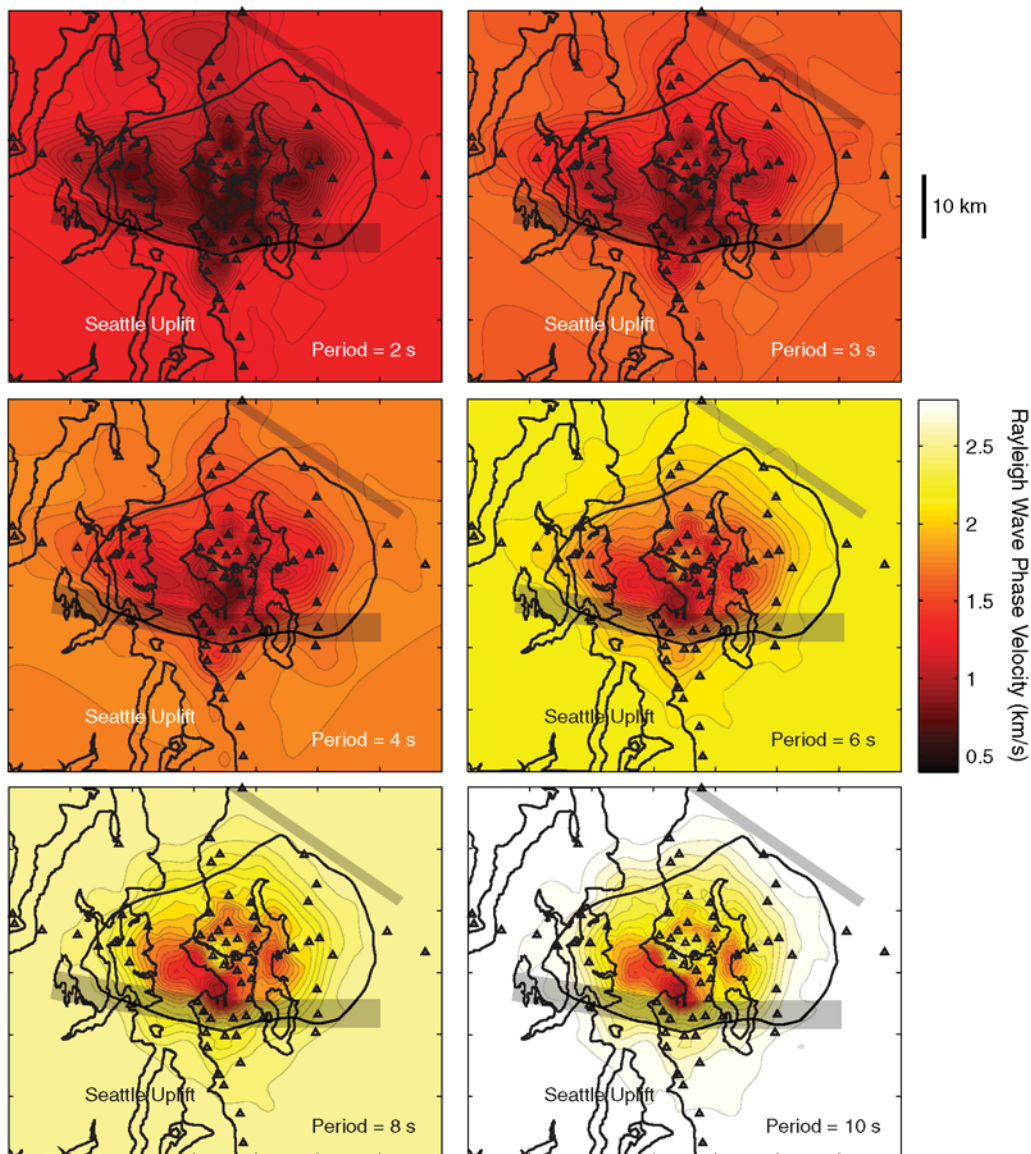 Seattle Uplift
Period = 2 s
Seattle Uplift
Period = 3 s
10 km
Seattle Uplift
Period = 4 s
Seattle Uplift
Period = 6 s
2.5
2
1.5
1
0.5
Rayleigh Wave Phase Velocity (km/s)
Seattle Uplift
Period = 8 s
Seattle Uplift
Period = 10 s